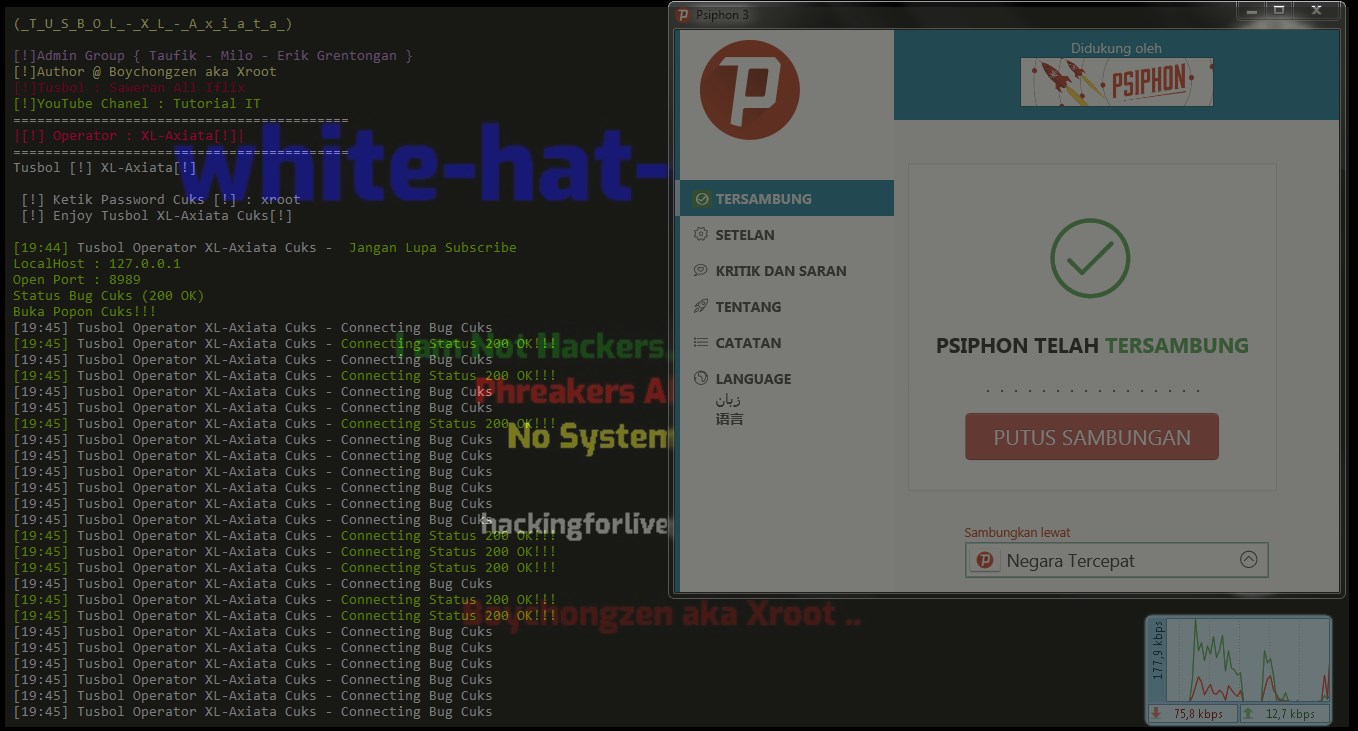 (_T_U_S_B_O_L_-_X_L_-_A_x_i_a_t_a_)
[!]Admin Group { Taufik - Milo - Erik Grentongan }
[!]Author @ Boychongzen aka Xroot
[!]Tusbol : Saweran All Iflix
[!]YouTube Chanel : Tutorial IT
==========================================
|[!] Operator : XL-Axiata[!]|
==========================================
Tusbol [!] XL-Axiata[!]
[!] Ketik Password Cuks [!] : xroot
[!] Enjoy Tusbol XL-Axiata Cuks[!]
[19:44] Tusbol Operator XL-Axiata Cuks -  Jangan Lupa Subscribe
LocalHost : 127.0.0.1
Open Port : 8989
Status Bug Cuks (200 OK)
Buka Popon Cuks!!!
[19:45] Tusbol Operator XL-Axiata Cuks - Connecting Bug Cuks
[19:45] Tusbol Operator XL-Axiata Cuks - Connecting Status 200 OK!!!
[19:45] Tusbol Operator XL-Axiata Cuks - Connecting Bug Cuks
[19:45] Tusbol Operator XL-Axiata Cuks - Connecting Status 200 OK!!!
[19:45] Tusbol Operator XL-Axiata Cuks - Connecting Bug Cuks
[19:45] Tusbol Operator XL-Axiata Cuks - Connecting Bug Cuks
[19:45] Tusbol Operator XL-Axiata Cuks - Connecting Status 200 OK!!!
[19:45] Tusbol Operator XL-Axiata Cuks - Connecting Bug Cuks
[19:45] Tusbol Operator XL-Axiata Cuks - Connecting Bug Cuks
[19:45] Tusbol Operator XL-Axiata Cuks - Connecting Bug Cuks
[19:45] Tusbol Operator XL-Axiata Cuks - Connecting Bug Cuks
[19:45] Tusbol Operator XL-Axiata Cuks - Connecting Bug Cuks
[19:45] Tusbol Operator XL-Axiata Cuks - Connecting Bug Cuks
[19:45] Tusbol Operator XL-Axiata Cuks - Connecting Status 200 OK!!!
[19:45] Tusbol Operator XL-Axiata Cuks - Connecting Status 200 OK!!!
[19:45] Tusbol Operator XL-Axiata Cuks - Connecting Status 200 OK!!!
[19:45] Tusbol Operator XL-Axiata Cuks - Connecting Bug Cuks
[19:45] Tusbol Operator XL-Axiata Cuks - Connecting Status 200 OK!!!
[19:45] Tusbol Operator XL-Axiata Cuks - Connecting Status 200 OK!!!
[19:45] Tusbol Operator XL-Axiata Cuks - Connecting Bug Cuks
[19:45] Tusbol Operator XL-Axiata Cuks - Connecting Bug Cuks
[19:45] Tusbol Operator XL-Axiata Cuks - Connecting Bug Cuks
[19:45] Tusbol Operator XL-Axiata Cuks - Connecting Bug Cuks
[19:45] Tusbol Operator XL-Axiata Cuks - Connecting Bug Cuks
[19:45] Tusbol Operator XL-Axiata Cuks - Connecting Bug Cuks
white-hat-
I am Not Hackers,
Phreakers A
No System
hackingforlive
Boychongzen aka Xroot ..
Psiphon 3
Didukung oleh
PSIPHON
TERSAMBUNG
SETELAN
KRITIK DAN SARAN
TENTANG
CATATAN
LANGUAGE
زبان
语言
PSIPHON TELAH TERSAMBUNG
PUTUS SAMBUNGAN
Sambungkan lewat
Negara Tercepat
177,9 kbps
75,8 kbps
12,7 kbps